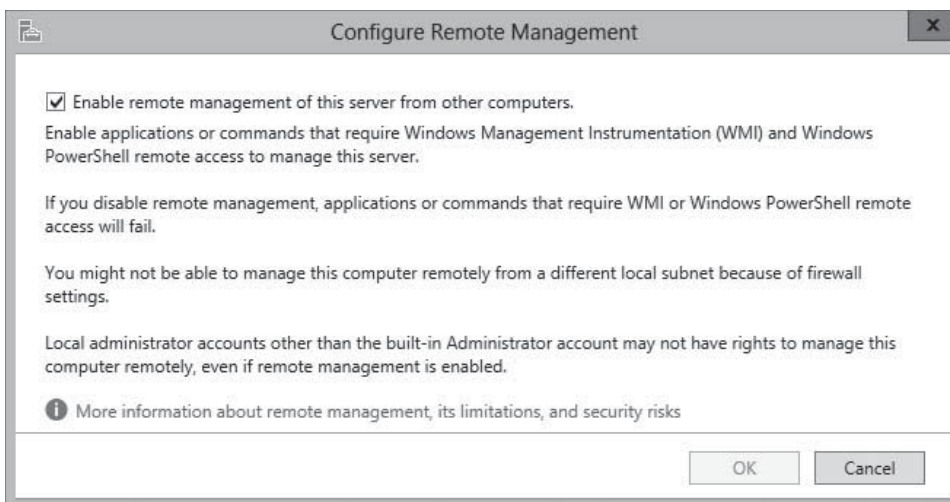 Configure Remote Management
x
Enable remote management of this server from other computers.
Enable applications or commands that require Windows Management Instrumentation (WMI) and Windows
PowerShell remote access to manage this server.
If you disable remote management, applications or commands that require WMI or Windows PowerShell remote
access will fail.
You might not be able to manage this computer remotely from a different local subnet because of firewall
settings.
Local administrator accounts other than the built-in Administrator account may not have rights to manage this
computer remotely, even if remote management is enabled.
More information about remote management, its limitations, and security risks
OK Cancel